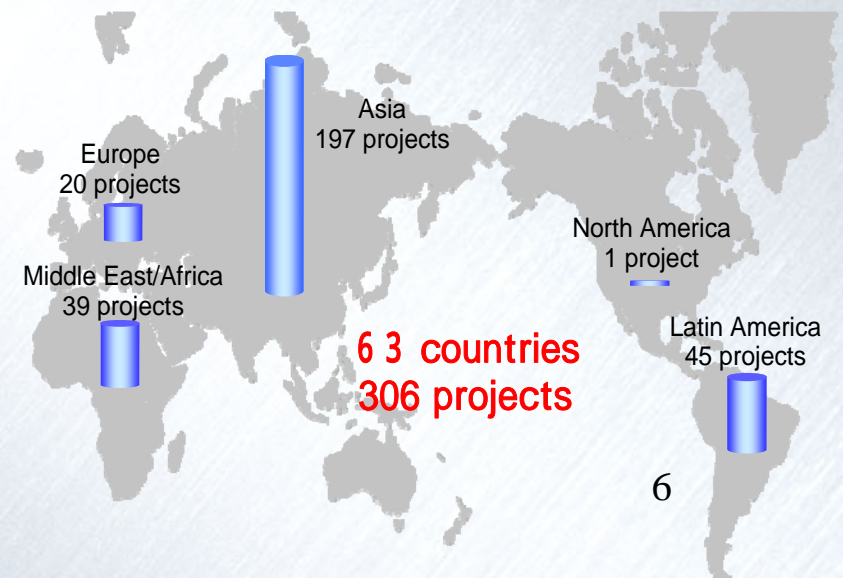 Asia
197 projects
Europe
20 projects
North America
1 project
Middle East/Africa
39 projects
Latin America
45 projects
6 3 countries
306 projects
6